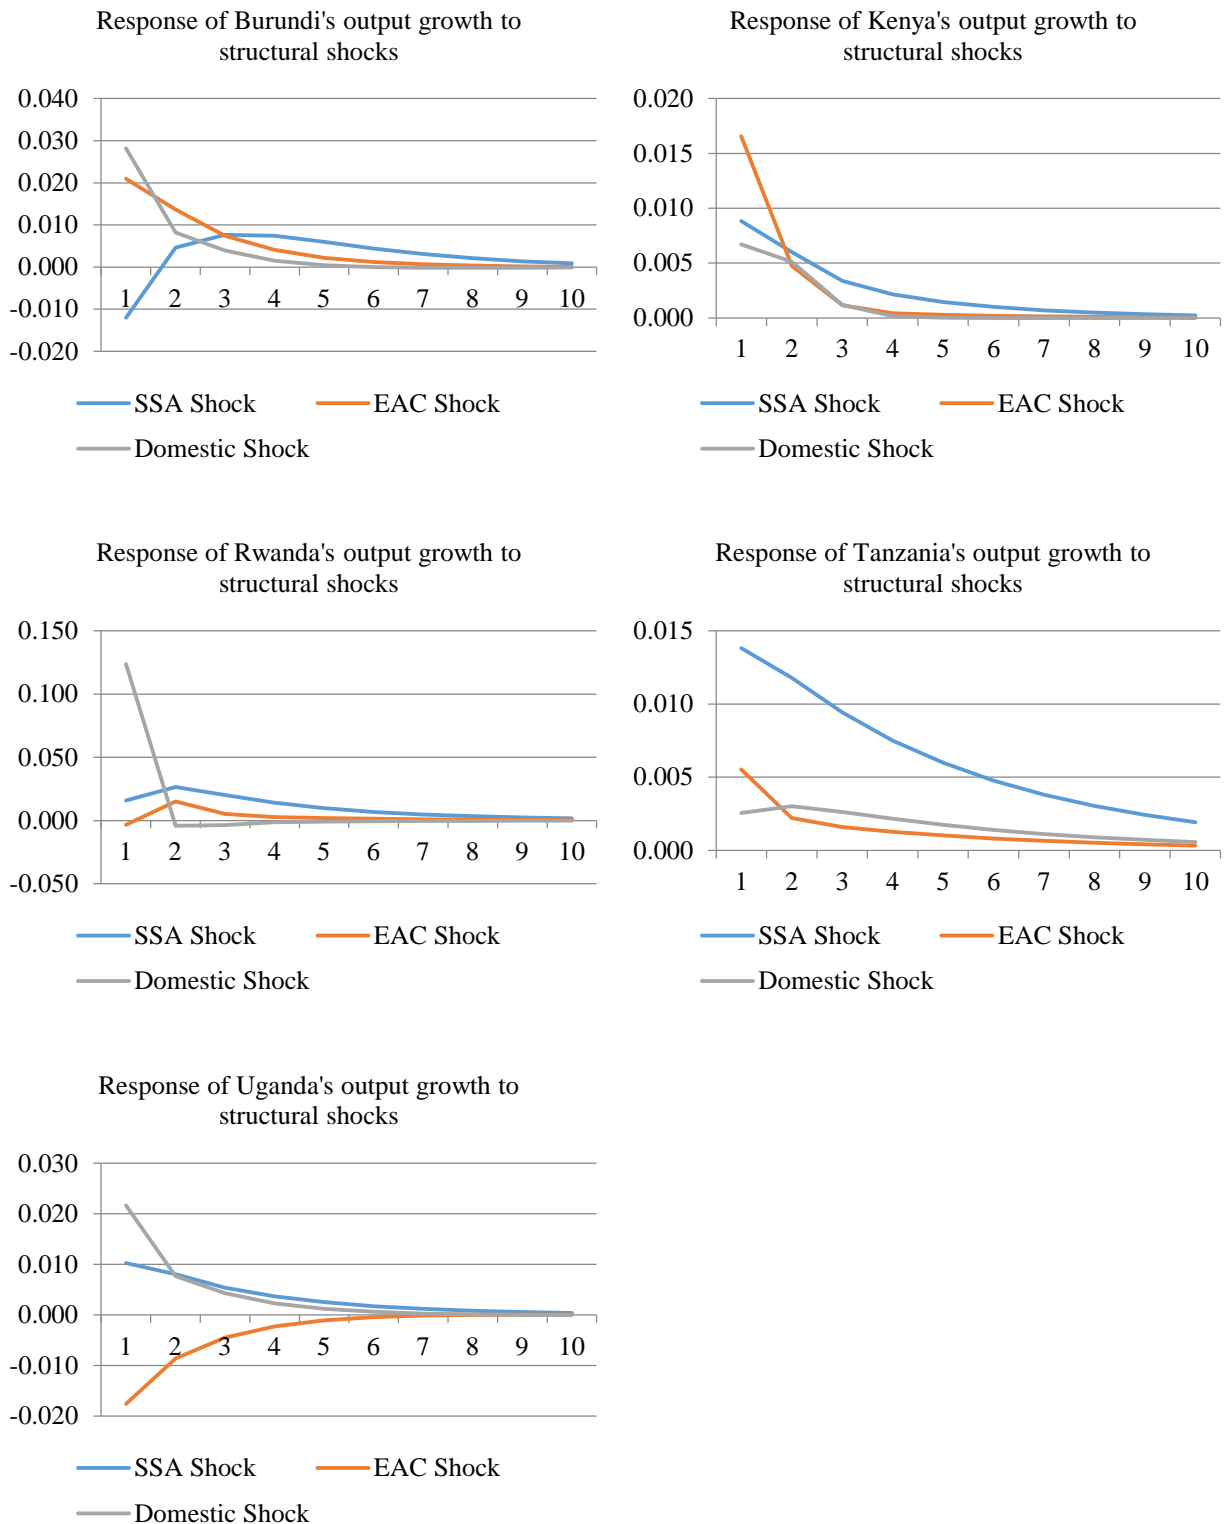 Response of Burundi's output growth to
structural shocks
0.040
0.030
0.020
0.010
0.000
-0.010
-0.020
1 2 3 4 5 6 7 8 9 10
SSA Shock EAC Shock
Domestic Shock
Response of Kenya's output growth to
structural shocks
0.020
0.015
0.010
0.005
0.000
1 2 3 4 5 6 7 8 9 10
SSA Shock EAC Shock
Domestic Shock
Response of Rwanda's output growth to
structural shocks
0.150
0.100
0.050
0.000
-0.050
1 2 3 4 5 6 7 8 9 10
SSA Shock EAC Shock
Domestic Shock
Response of Tanzania's output growth to
structural shocks
0.015
0.010
0.005
0.000
1 2 3 4 5 6 7 8 9 10
SSA Shock EAC Shock
Domestic Shock
Response of Uganda's output growth to
structural shocks
0.030
0.020
0.010
0.000
-0.010
-0.020
1 2 3 4 5 6 7 8 9 10
SSA Shock EAC Shock
Domestic Shock